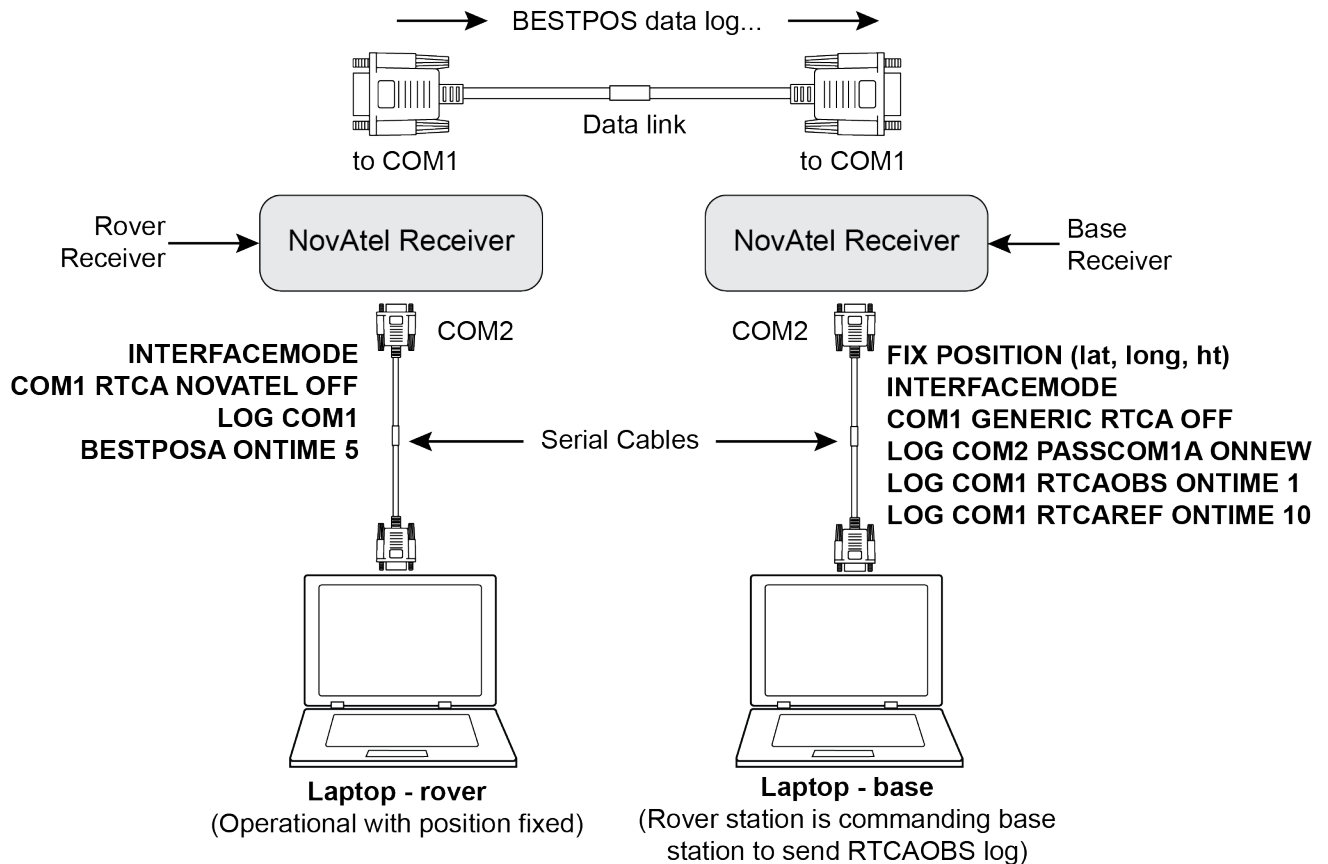 BESTPOS data log...
Data link
to COM1
to COM1
Rover
Receiver
NovAtel Receiver
NovAtel Receiver
Base
Receiver
COM2
INTERFACEMODE
COM1 RTCA NOVATEL OFF
LOG COM1
BESTPOSA ONTIME 5
Serial Cables
COM2
FIX POSITION (lat, long, ht)
INTERFACEMODE
COM1 GENERIC RTCA OFF
LOG COM2 PASSCOM1A ONNEW
LOG COM1 RTCAOBS ONTIME 1
LOG COM1 RTCAREF ONTIME 10
Laptop - rover
(Operational with position fixed)
Laptop - base
(Rover station is commanding base
station to send RTCAOBS log)